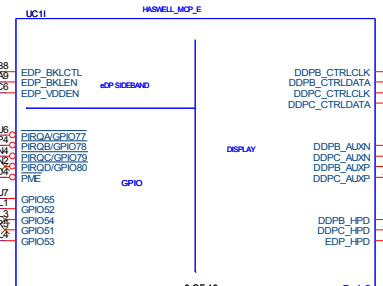 UC1I
HASWELL_MCP_E
EDP_BKLCTL
EDP_BKLEN
EDP_VDDEN
eDP SIDEBAND
DDPB_CTRLCLK
DDPB_CTRLDATA
DDPC_CTRLCLK
DDPC_CTRLDATA
PIRQA/GPIO77
PIRQB/GPIO78
PIRQC/GPIO79
PIRQD/GPIO80
PME
GPIO
DISPLAY
DDPB_AUXN
DDPC_AUXN
DDPB_AUXP
DDPC_AUXP
GPIO55
GPIO52
GPIO54
GPIO51
GPIO53
DDPB_HPD
DDPC_HPD
EDP_HPD